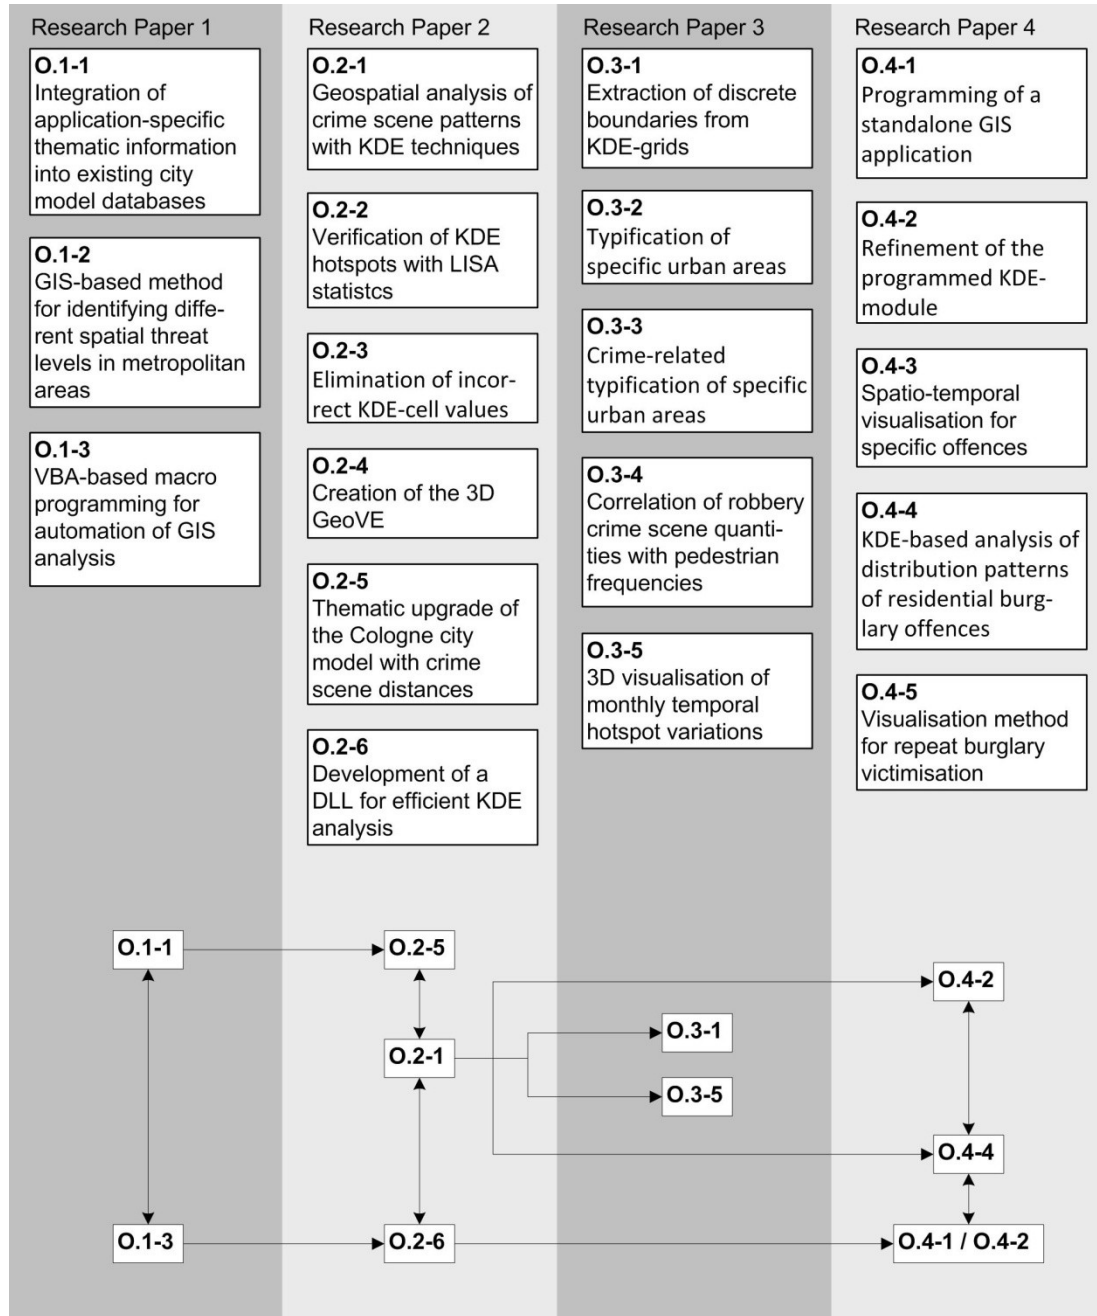 Research Paper 1
O.1-1
Integration of
application-specific
thematic information
into existing city
model databases
O.1-2
GIS-based method
for identifying diffe-
rent spatial threat
levels in metropolitan
areas
O.1-3
VBA-based macro
programming for
automation of GIS
analysis
Research Paper 2
O.2-1
Geospatial analysis of
crime scene patterns
with KDE techniques
O.2-2
Verification of KDE
hotspots with LISA
statistcs
O.2-3
Elimination of incor-
rect KDE-cell values
O.2-4
Creation of the 3D
GeoVE
O.2-5
Thematic upgrade of
the Cologne city
model with crime
scene distances
O.2-6
Development of a
DLL for efficient KDE
analysis
Research Paper 3
O.3-1
Extraction of discrete
boundaries from
KDE-grids
O.3-2
Typification of
specific urban areas
O.3-3
Crime-related
typification of specific
urban areas
O.3-4
Correlation of robbery
crime scene quanti-
ties with pedestrian
frequencies
O.3-5
3D visualisation of
monthly temporal
hotspot variations
Research Paper 4
O.4-1
Programming of a
standalone GIS
application
O.4-2
Refinement of the
programmed KDE-
module
O.4-3
Spatio-temporal
visualisation for
specific offences
O.4-4
KDE-based analysis of
distribution patterns
of residential burg-
lary offences
O.4-5
Visualisation method
for repeat burglary
victimisation
O.1-1
O.2-5
O.4-2
O.3-1
O.2-1
O.3-5
O.4-4
O.1-3
O.2-6
O.4-1 / O.4-2